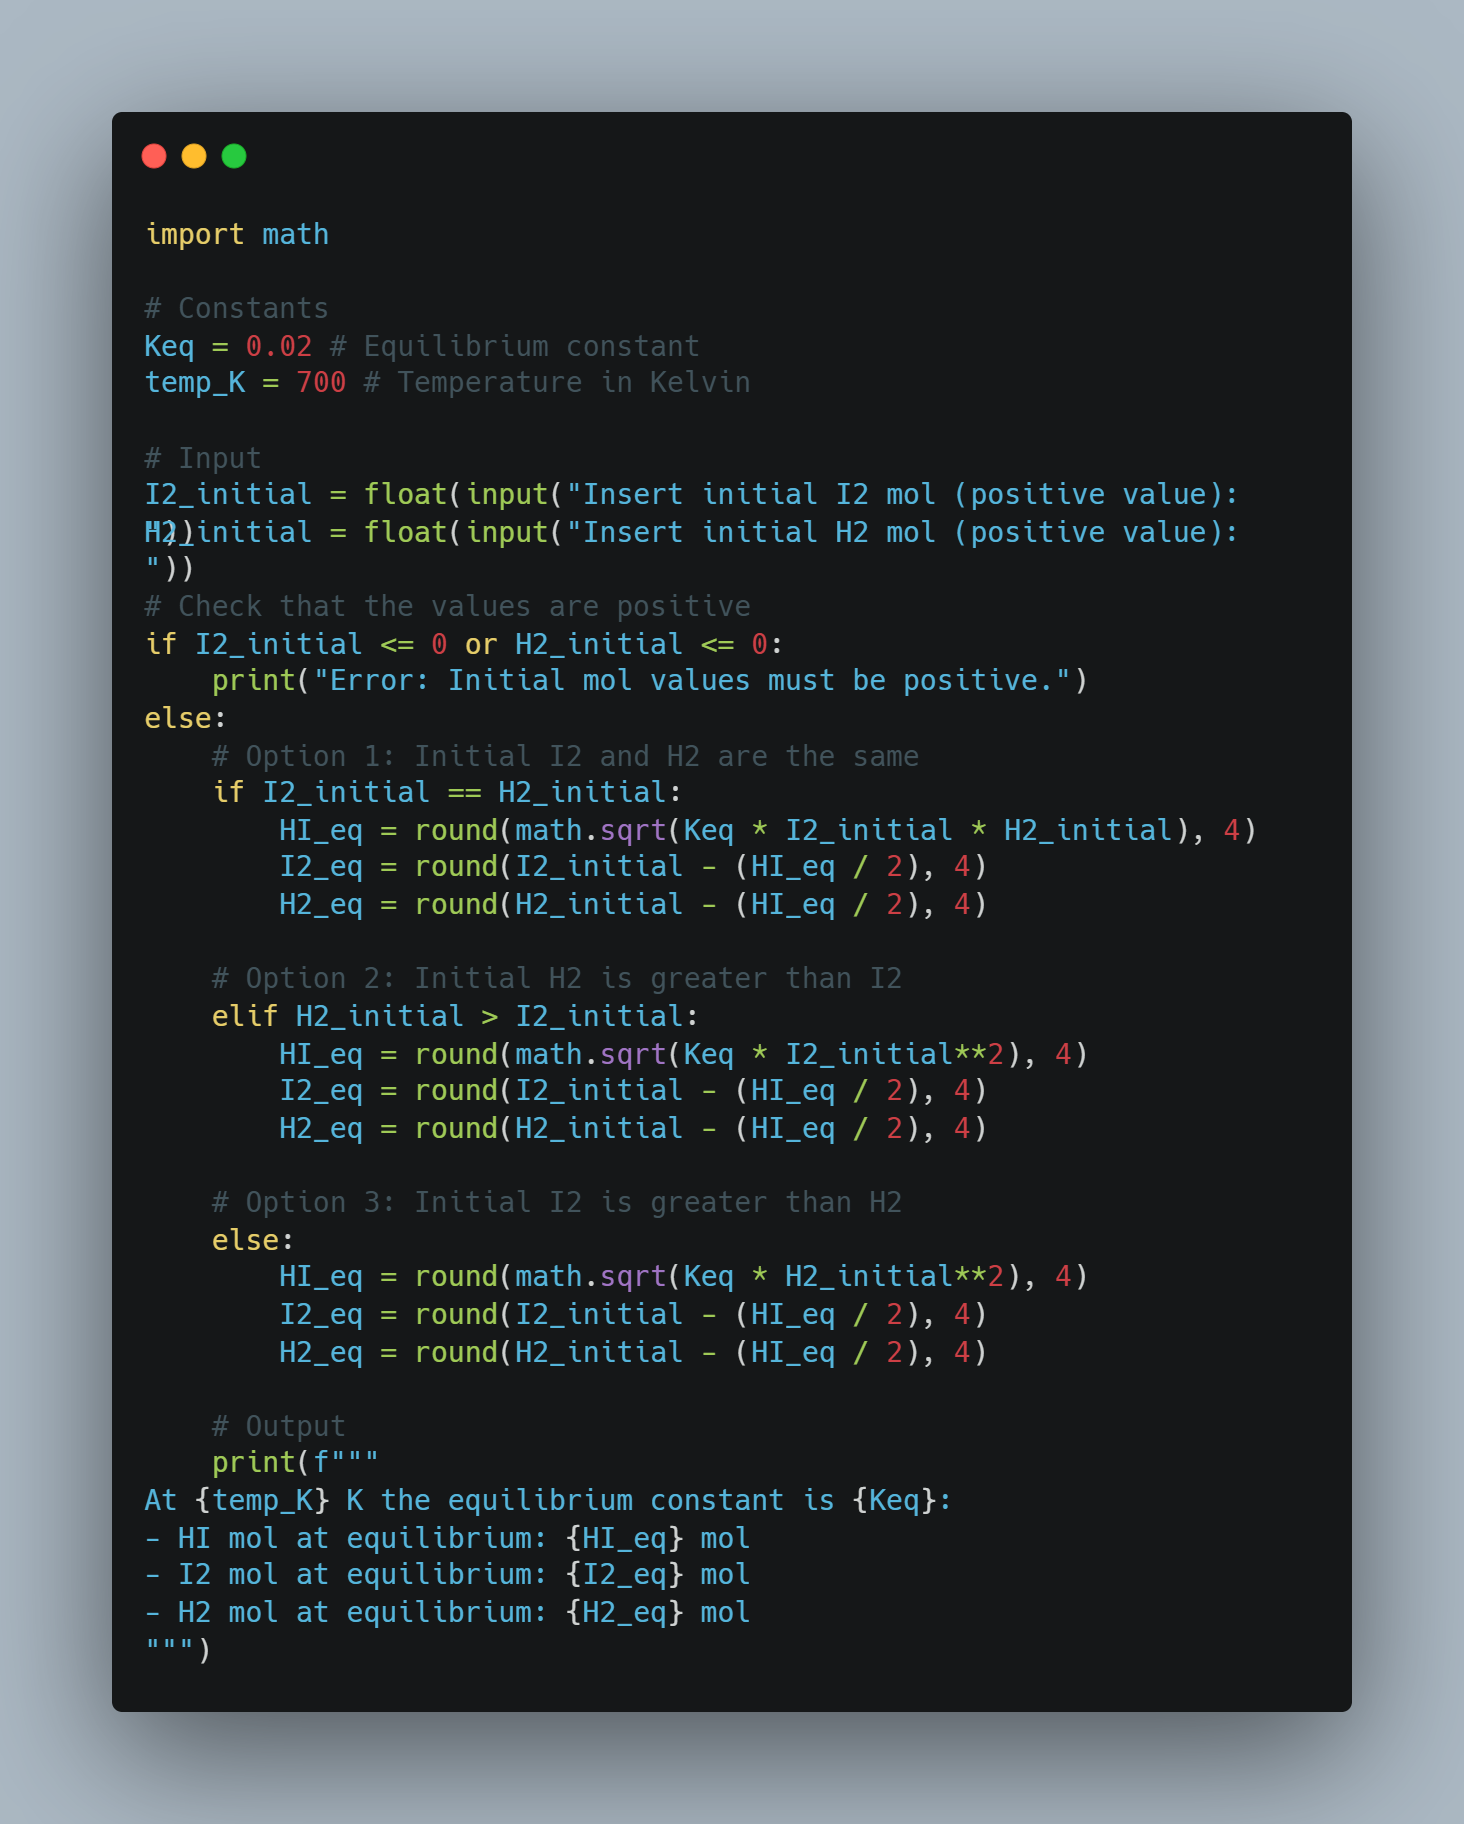 import math

# Constants
Keq = 0.02 # Equilibrium constant
temp_K = 700 # Temperature in Kelvin

# Input
I2_initial = float(input("Insert initial I2 mol (positive value):
"))
H2_initial = float(input("Insert initial H2 mol (positive value):
"))
# Check that the values are positive
if I2_initial <= 0 or H2_initial <= 0:
    print("Error: Initial mol values must be positive.")
else:
    # Option 1: Initial I2 and H2 are the same
    if I2_initial == H2_initial:
        HI_eq = round(math.sqrt(Keq * I2_initial * H2_initial), 4)
        I2_eq = round(I2_initial - (HI_eq / 2), 4)
        H2_eq = round(H2_initial - (HI_eq / 2), 4)

    # Option 2: Initial H2 is greater than I2
    elif H2_initial > I2_initial:
        HI_eq = round(math.sqrt(Keq * I2_initial**2), 4)
        I2_eq = round(I2_initial - (HI_eq / 2), 4)
        H2_eq = round(H2_initial - (HI_eq / 2), 4)

    # Option 3: Initial I2 is greater than H2
    else:
        HI_eq = round(math.sqrt(Keq * H2_initial**2), 4)
        I2_eq = round(I2_initial - (HI_eq / 2), 4)
        H2_eq = round(H2_initial - (HI_eq / 2), 4)

    # Output
    print(f"""
At {temp_K} K the equilibrium constant is {Keq}:
- HI mol at equilibrium: {HI_eq} mol
- I2 mol at equilibrium: {I2_eq} mol
- H2 mol at equilibrium: {H2_eq} mol
""")